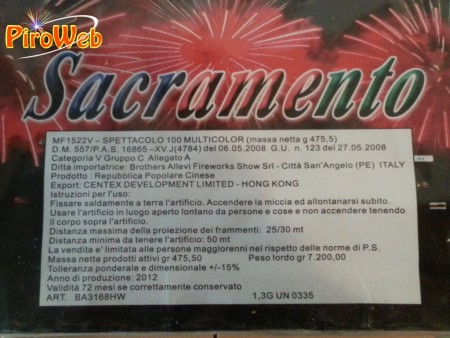 PiroWeb
Sacramento
MF1522V – SPETTACOLO 100 MULTICOLOR (massa netta g 475,5)
D.M. 557/P.A.S. 16865 –XV.J(4784) del 06.05.2008 G.U. n. 123 del 27.05.2008
Categoria V Gruppo C Allegato A
Ditta importatrice: Brothers Allevi Fireworks Show Srl - Città San'Angelo (PE) ITALY
Prodotto : Repubblica Popolare Cinese
Export: CENTEX DEVELOPMENT LIMITED - HONG KONG
Istruzioni per l'uso:
Fissare saldamente a terra l'artificio. Accendere la miccia ed allontanarsi subito.
Usare l'artificio in luogo aperto lontano da persone e cose e non accendere tenendo
il corpo sopra l'artificio.
Distanza massima della proiezione dei frammenti: 25/30 mt
Distanza minima da tenere l'artificio: 50 mt
La vendita e' limitata alle persone maggiorenni nel rispetto delle norme di P.S.
Massa netta prodotti attivi gr 475,50 Peso lordo gr 7.200,00
Tolleranza ponderale e dimensionale +/-15%
Anno di produzione: 2012
Validità 72 mesi se correttamente conservato
ART. BA3168HW 1,3G UN 0335